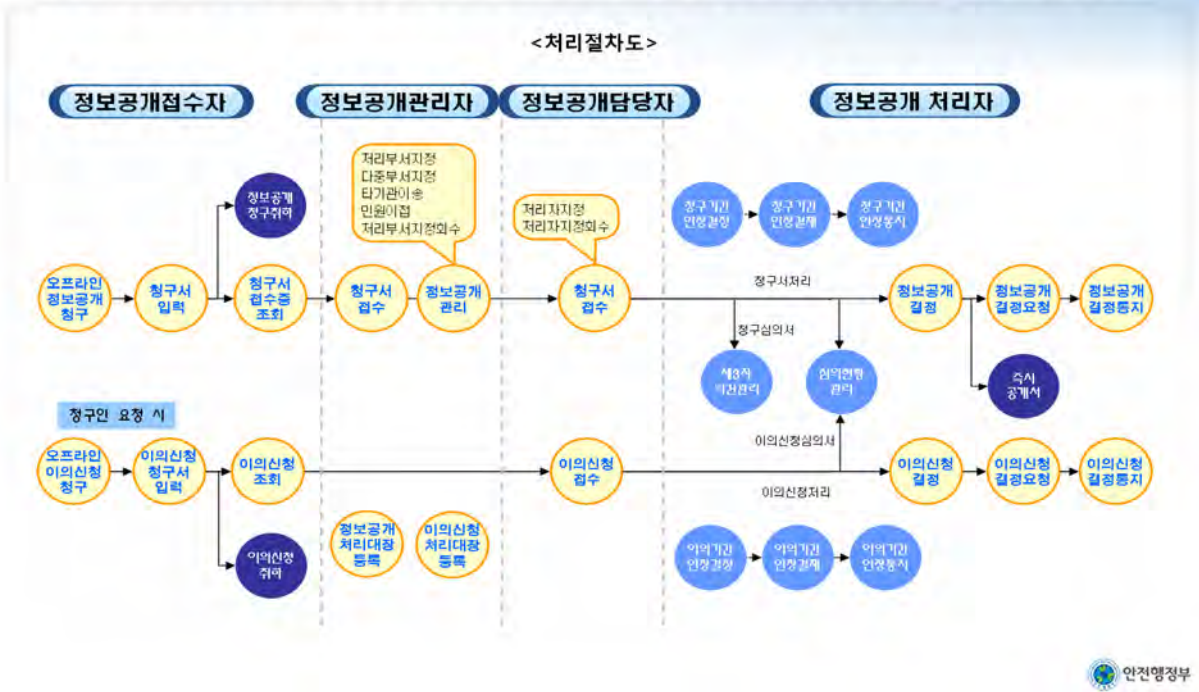 <처리절차도>
정보공개접수자
정보공개관리자
정보공개담당자
정보공개 처리자
처리부서지정
다중부서지정
타기관이송
민원이접
처리부서지정회수
처리자지정
처리자지정회수
정보공개
청구취하
청구기간
연장결정
청구기간
연장결재
청구기간
연장통지
오프라인
정보공개
청구
청구서
입력
청구서
접수증
조회
청구서
접수
정보공개
관리
청구서
접수
청구서처리
정보공개
결정
정보공개
결정요청
정보공개
결정통지
청구심의서
제3자
의견관리
심의현황
관리
즉시
공개서
청구인 요청 시
이의신청심의서
오프라인
이의신청
청구
이의신청
청구서
입력
이의신청
조회
이의신청
접수
이의신청처리
이의신청
결정
이의신청
결정요청
이의신청
결정통지
이의신청
취하
정보공개
처리대장
등록
이의신청
처리대장
등록
이의기간
연장결정
이의기간
연장결재
이의기간
연장통지
안전행정부